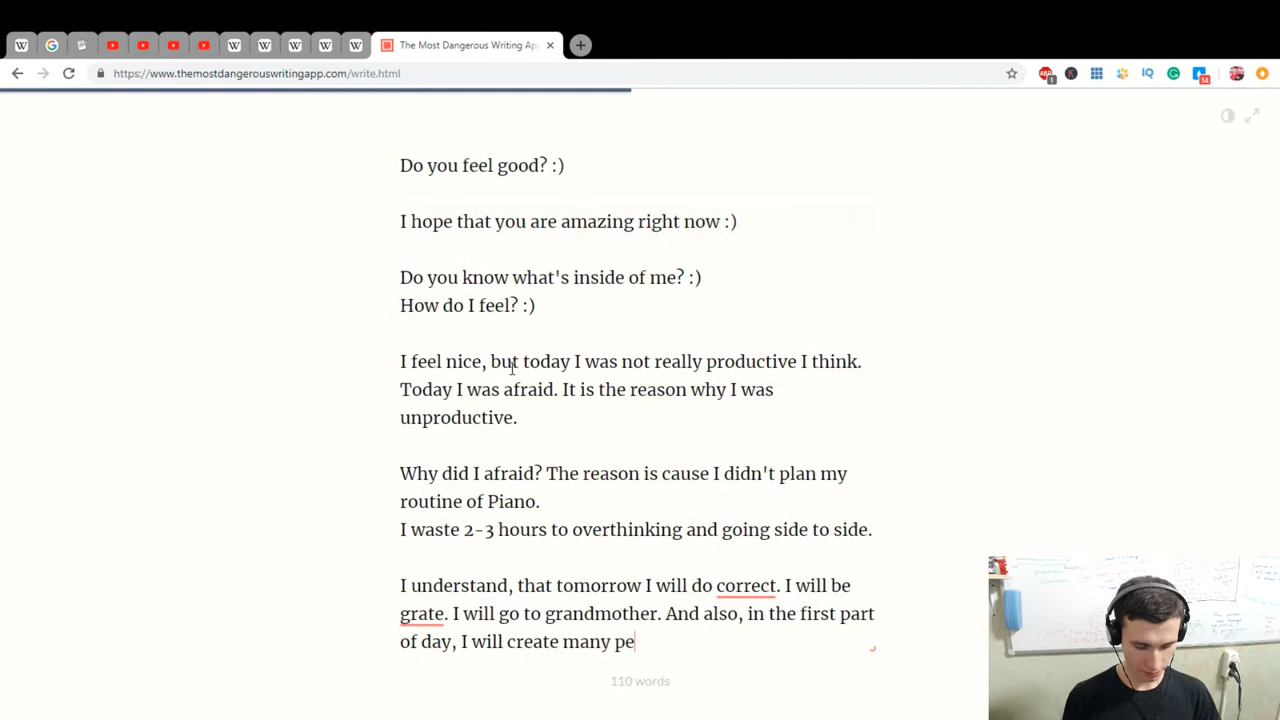 The Most Dangerous Writing Ap
https://www.themostdangerouswritingapp.com/write.html
ABP
1
K
IQ
G
14
Do you feel good? :)
I hope that you are amazing right now :)
Do you know what's inside of me? :)
How do I feel? :)
I feel nice, but today I was not really productive I think.
Today I was afraid. It is the reason why I was
unproductive.
Why did I afraid? The reason is cause I didn't plan my
routine of Piano.
I waste 2-3 hours to overthinking and going side to side.
I understand, that tomorrow I will do correct. I will be
grate. I will go to grandmother. And also, in the first part
of day, I will create many pe
110 words